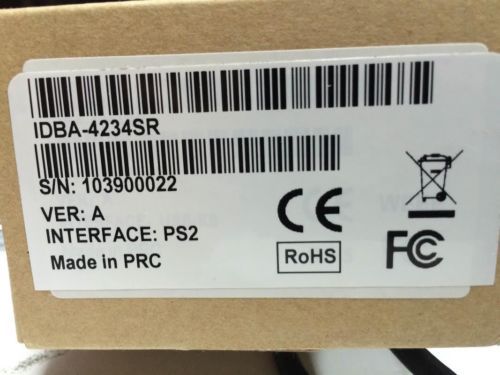 IDBA-4234SR
S/N: 103900022
VER: A
INTERFACE: PS2
Made in PRC
CE
RoHS
FC